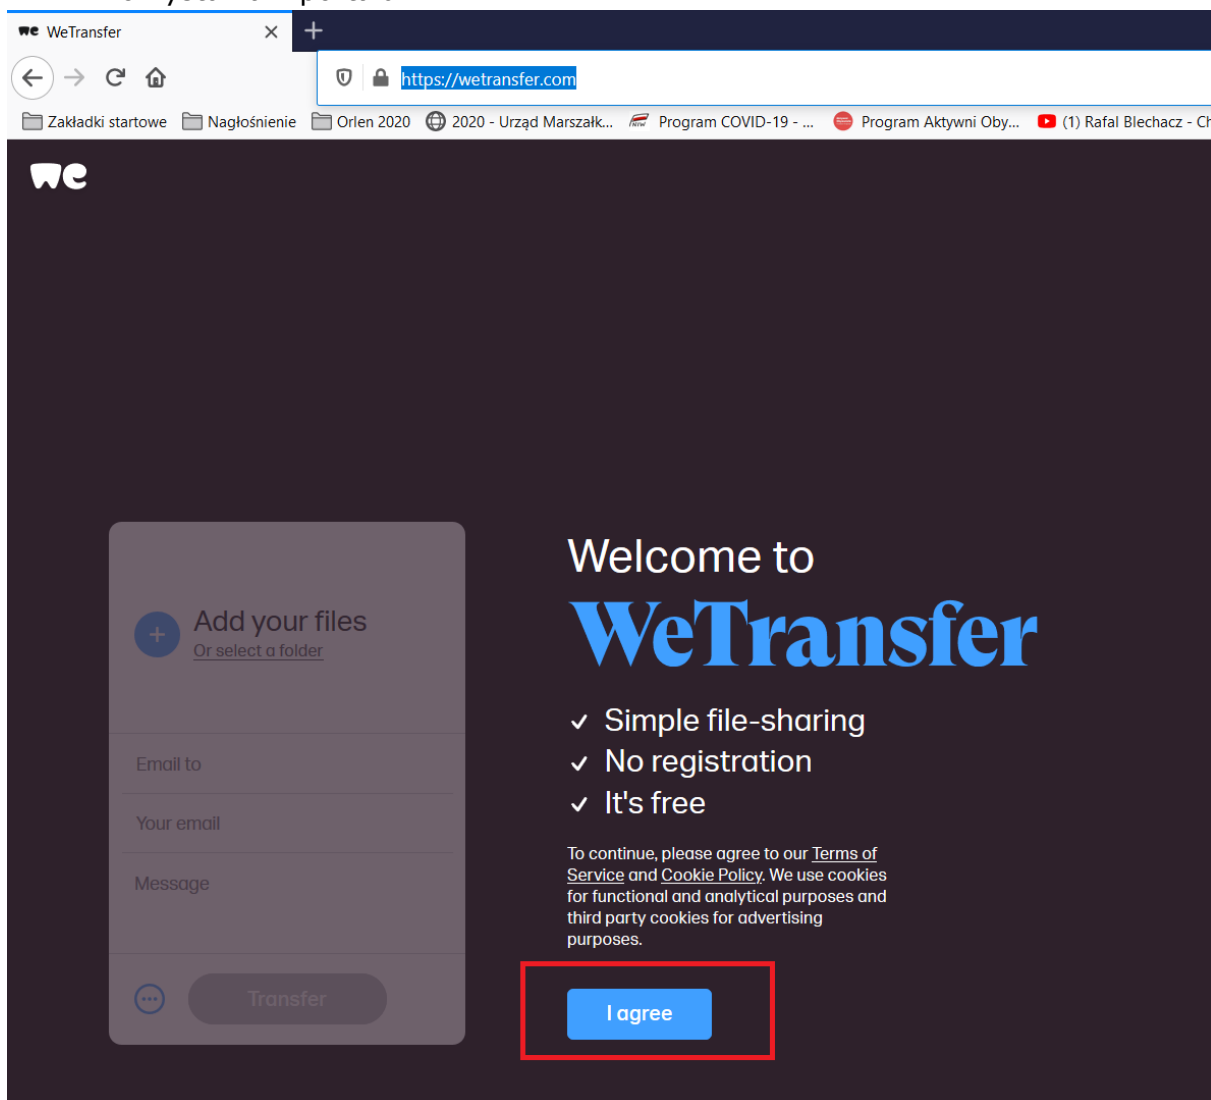 WeTransfer
https://wetransfer.com
Zakładki startowe Nagłośnienie Orlen 2020 2020 - Urząd Marszałk... Program COVID-19 - ... Program Aktywni Oby... (1) Rafal Blechacz - Ch
we
Welcome to
WeTransfer
Add your files
Or select a folder
Simple file-sharing
No registration
It's free
Email to
Your email
Message
To continue, please agree to our Terms of
Service and Cookie Policy. We use cookies
for functional and analytical purposes and
third party cookies for advertising
purposes.
Transfer
I agree